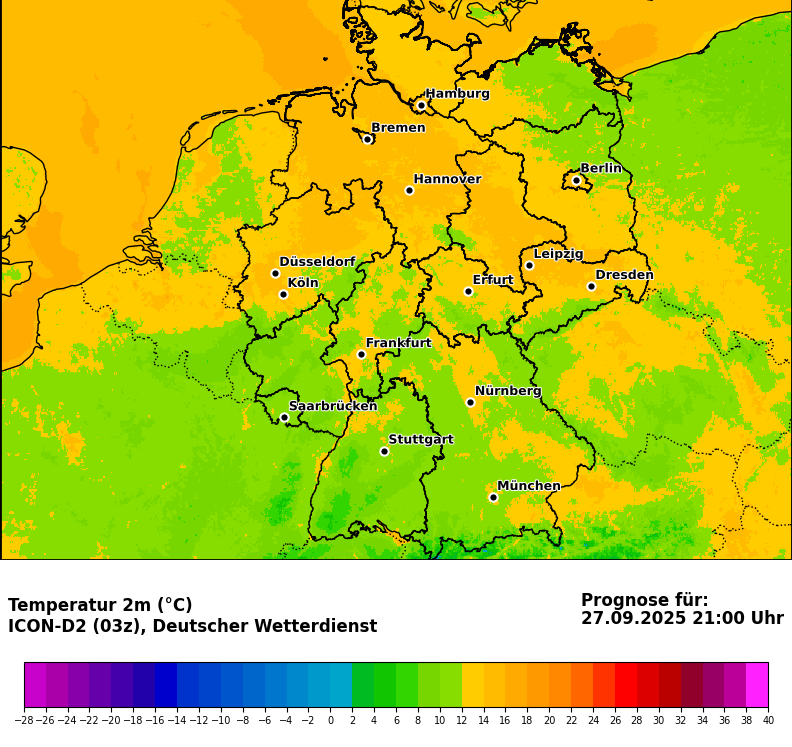 Hamburg
Bremen
Berlin
Hannover
Leipzig
Düsseldorf
Dresden
Erfurt
Köln
Frankfurt
Nürnberg
Saarbrücken
Stuttgart
München
Temperatur 2m (°C)
ICON-D2 (03z), Deutscher Wetterdienst
Prognose für:
27.09.2025 21:00 Uhr
−28 −26 −24 −22 −20 −18 −16 −14 −12 −10 −8 −6 −4 −2 0 2 4 6 8 10 12 14 16 18 20 22 24 26 28 30 32 34 36 38 40